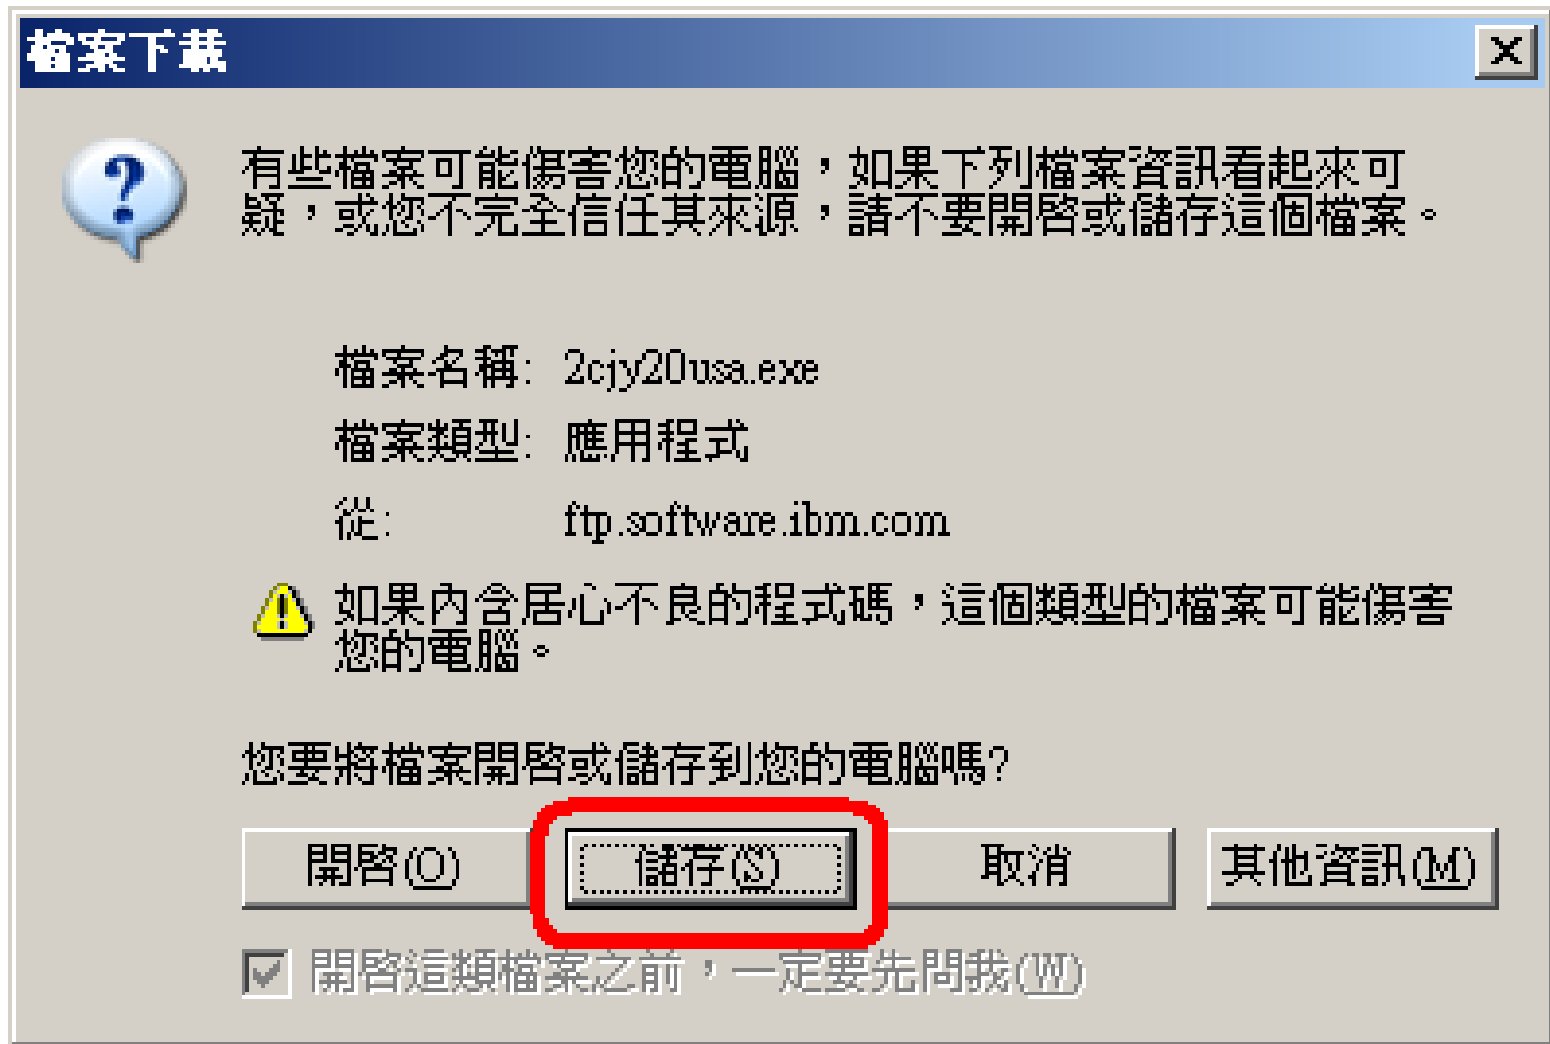 檔案下載
有些檔案可能傷害您的電腦，如果下列檔案資訊看起來可
疑，或您不完全信任其來源，請不要開啓或儲存這個檔案。
檔案名稱: 2cjy20usa.exe
檔案類型: 應用程式
從: ftp.software.ibm.com
如果內含居心不良的程式碼，這個類型的檔案可能傷害
您的電腦。
您要將檔案開啓或儲存到您的電腦嗎?
開啓(O) 儲存(S) 取消 其他資訊(M)
開啓這類檔案之前，一定要先問我(W)